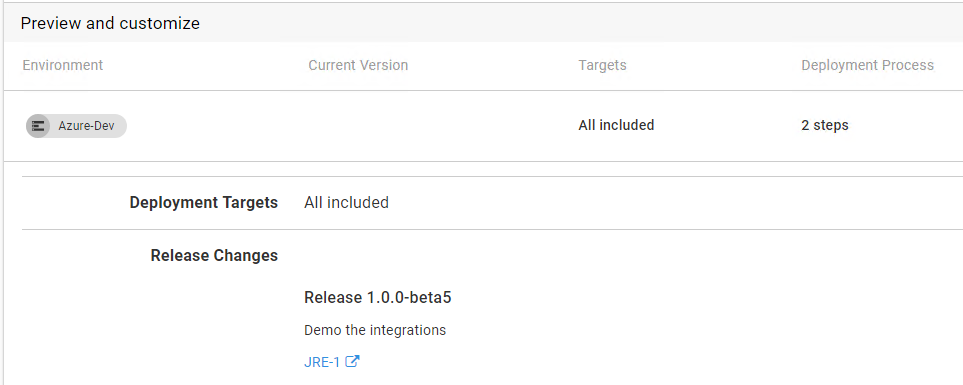 Preview and customize
Environment Current Version Targets Deployment Process
Azure-Dev All included 2 steps
Deployment Targets All included
Release Changes
Release 1.0.0-beta5
Demo the integrations
JRE-1